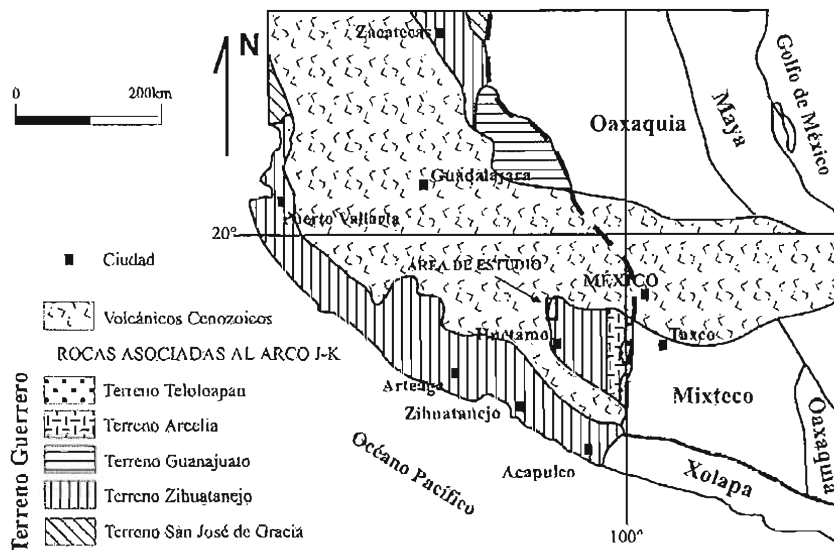 N
0 200km
Zacatecas
Oaxaquia
Maya
Golfo de México
Guadalajara
Puerto Vallarta
20°
Ciudad
ÁREA DE ESTUDIO
MÉXICO
Volcánicos Cenozoicos
Huetamo
Taxco
ROCAS ASOCIADAS AL ARCO J-K
Terreno Guerrero
Terreno Teloloapan
Terreno Arcelia
Terreno Guanajuato
Terreno Zihuatanejo
Terreno San José de Gracia
Arteaga
Zihuatanejo
Mixteco
Oaxaquia
Océano Pacífico
Acapulco
Xolapa
100°